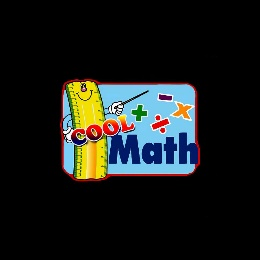 COOL
+ - × ÷
Math